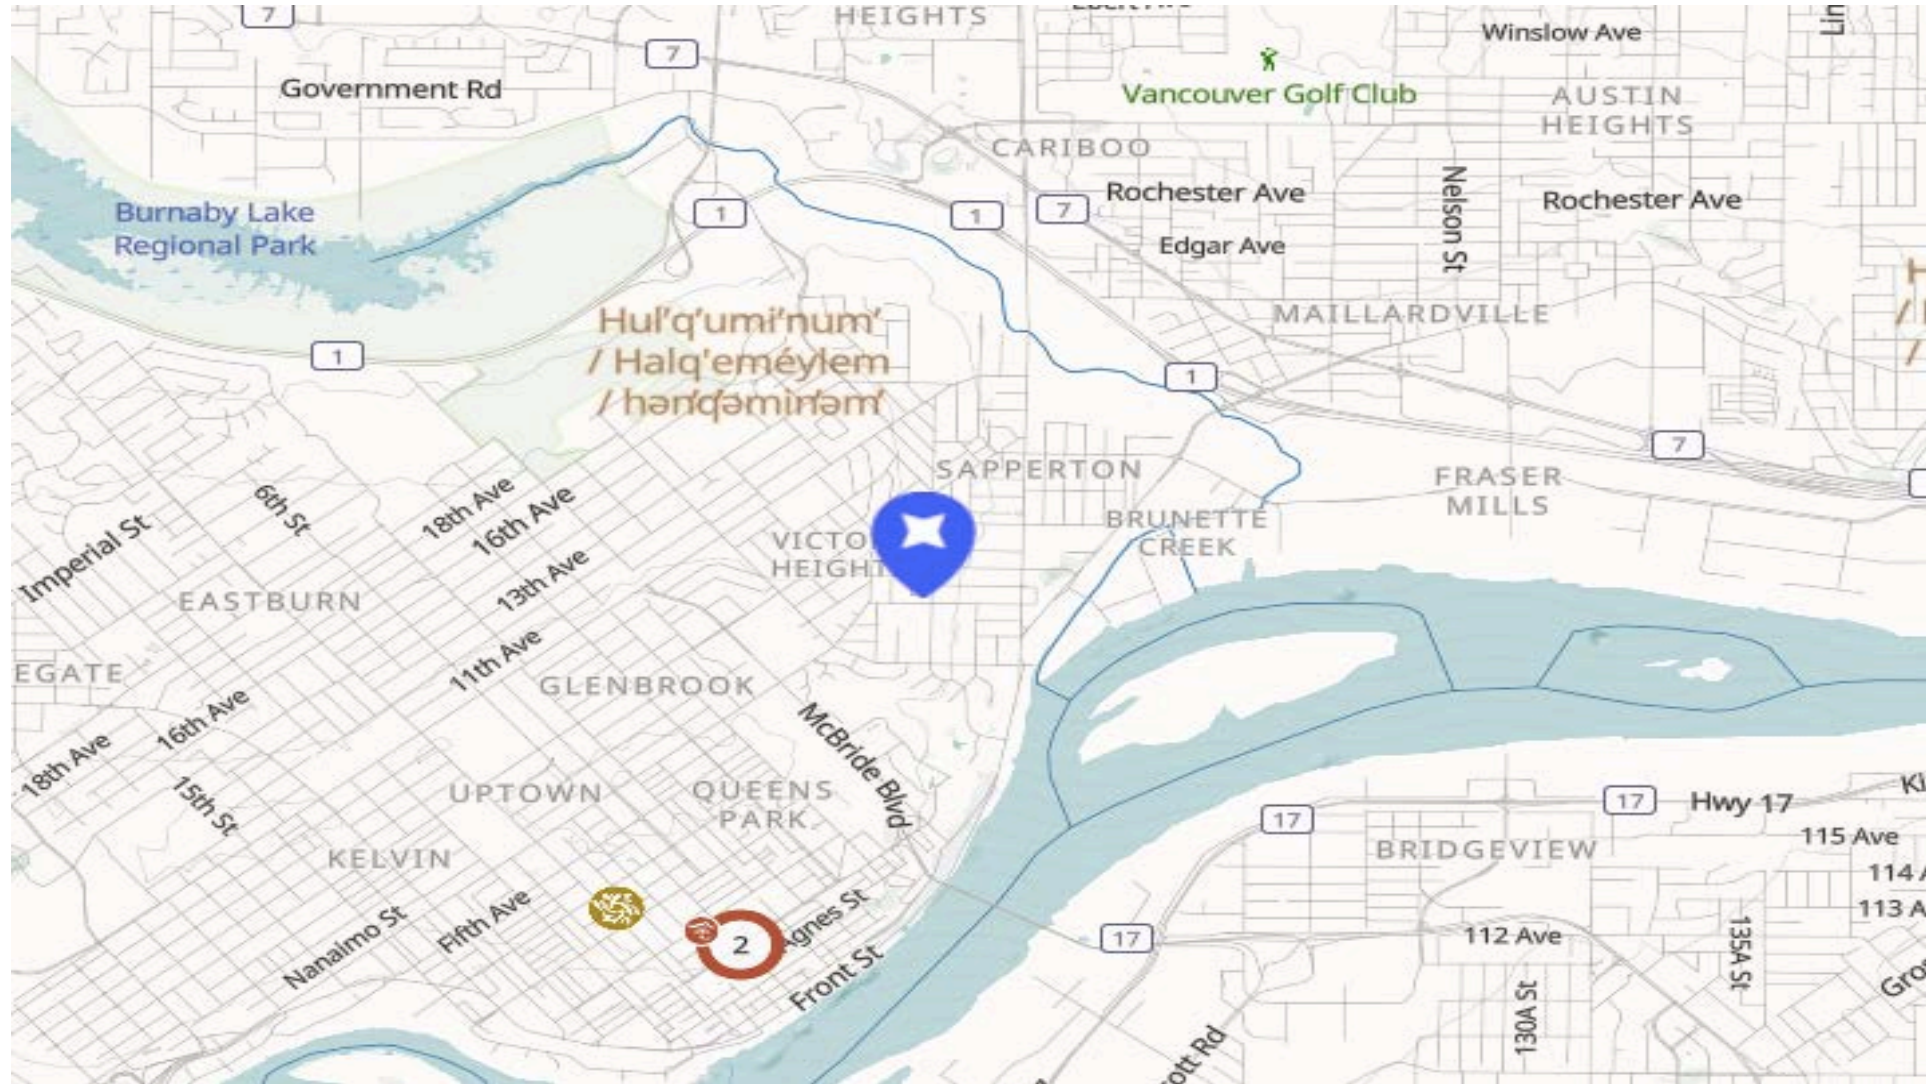 7
HEIGHTS
Winslow Ave
7
Government Rd
Vancouver Golf Club
AUSTIN
HEIGHTS
CARIBOO
Rochester Ave
Nelson St
Rochester Ave
Burnaby Lake
Regional Park
1
1
7
Edgar Ave
Hul’q’umi’num’
/ Halq'eméylem
/ hən̓q̓əmin̓əm̓
MAILLARDVILLE
1
1
7
SAPPERTON
FRASER
MILLS
6th St
18th Ave
16th Ave
BRUNETTE
CREEK
Imperial St
VICTO
HEIGHT
13th Ave
EASTBURN
11th Ave
EGATE
GLENBROOK
16th Ave
McBride Blvd
18th Ave
15th St
UPTOWN
QUEENS
PARK
17
17
Hwy 17
115 Ave
KELVIN
BRIDGEVIEW
114
113 A
Nanaimo St
Fifth Ave
2
Agnes St
Front St
17
112 Ave
135A St
130A St
Gro
ott Rd